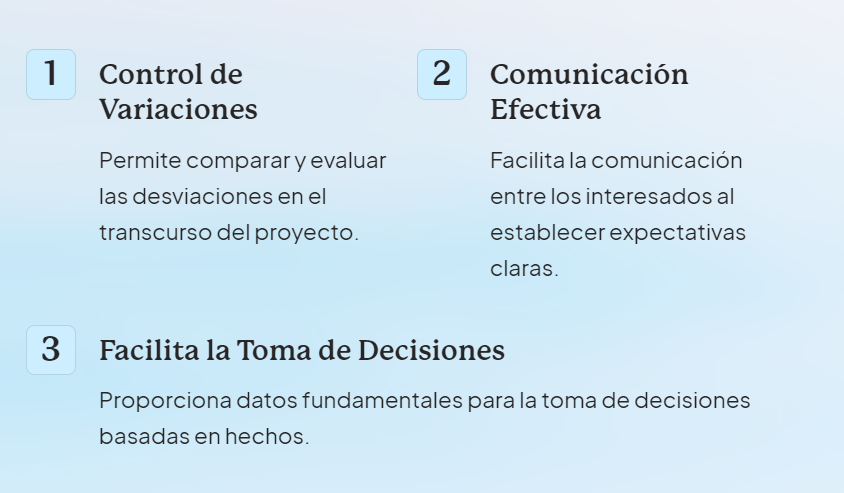 1
Control de
Variaciones
Permite comparar y evaluar
las desviaciones en el
transcurso del proyecto.
2
Comunicación
Efectiva
Facilita la comunicación
entre los interesados al
establecer expectativas
claras.
3
Facilita la Toma de Decisiones
Proporciona datos fundamentales para la toma de decisiones
basadas en hechos.